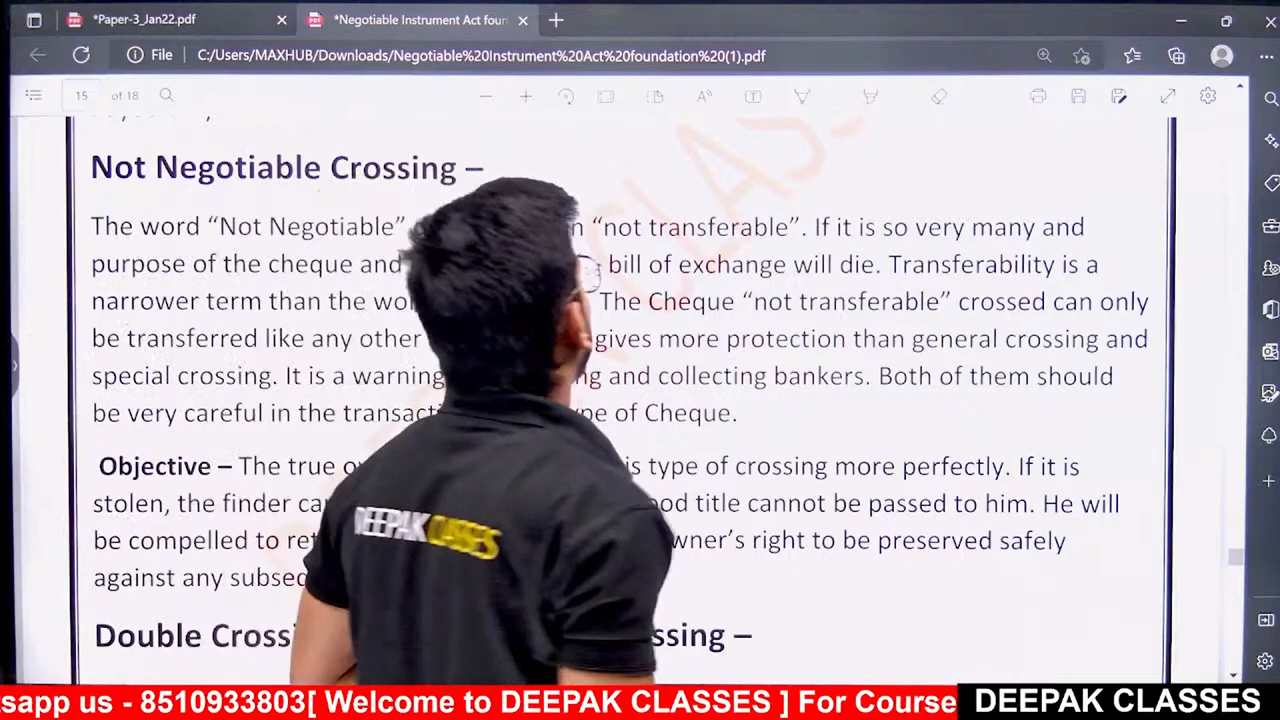 *Paper-3_Jan22.pdf
*Negotiable Instrument Act four
File C:/Users/MAXHUB/Downloads/Negotiable%20Instrument%20Act%20foundation%20(1).pdf
15 of 18
Not Negotiable Crossing –
The word “Not Negotiable” “not transferable”. If it is so very many and
purpose of the cheque and bill of exchange will die. Transferability is a
narrower term than the The Cheque “not transferable” crossed can only
be transferred like any other gives more protection than general crossing and
special crossing. It is a warning and collecting bankers. Both of them should
be very careful in the of Cheque.
Objective – The true type of crossing more perfectly. If it is
stolen, the finder title cannot be passed to him. He will
be compelled to right to be preserved safely
against any
Double
DEEPAK CLASSES
tsapp us - 8510933803[ Welcome to DEEPAK CLASSES ] For Course
DEEPAK CLASSES